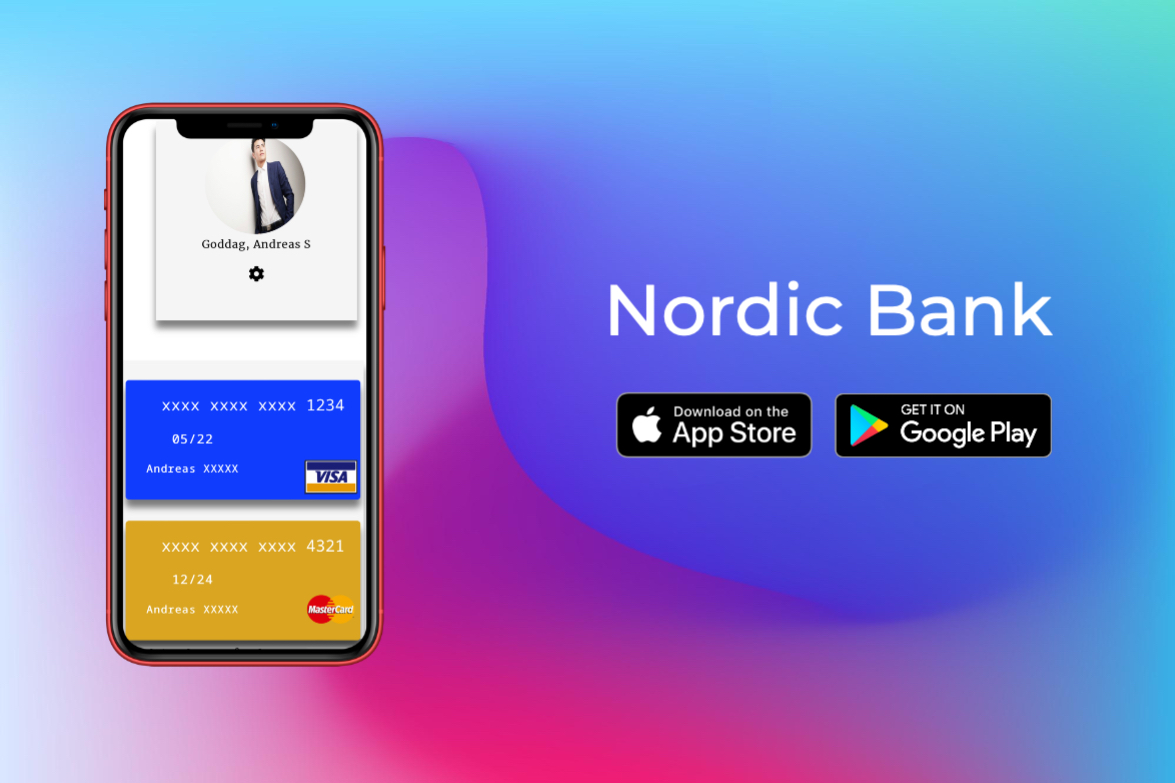 Goddag, Andreas S
xxxx xxxx xxxx 1234
05/22
Andreas XXXXX
VISA
xxxx xxxx xxxx 4321
12/24
Andreas XXXXX
MasterCard
Nordic Bank
Download on the
App Store
GET IT ON
Google Play